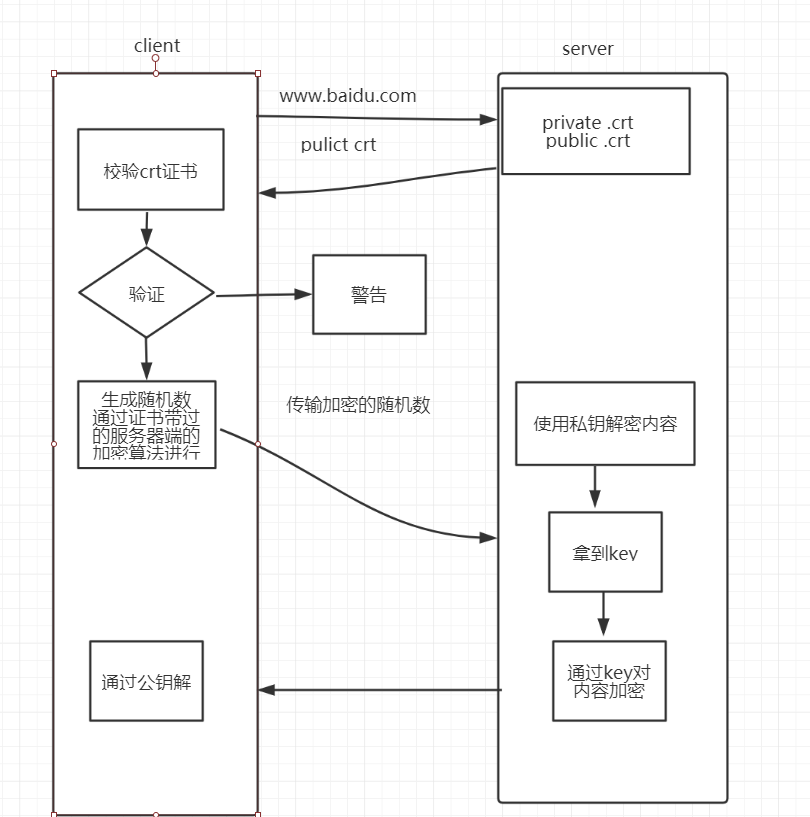 client
server
www.baidu.com
private .crt
public .crt
pulict crt
校验crt证书
验证
警告
生成随机数
通过证书带过
的服务器端的
加密算法进行
传输加密的随机数
使用私钥解密内容
拿到key
通过key对
内容加密
通过公钥解